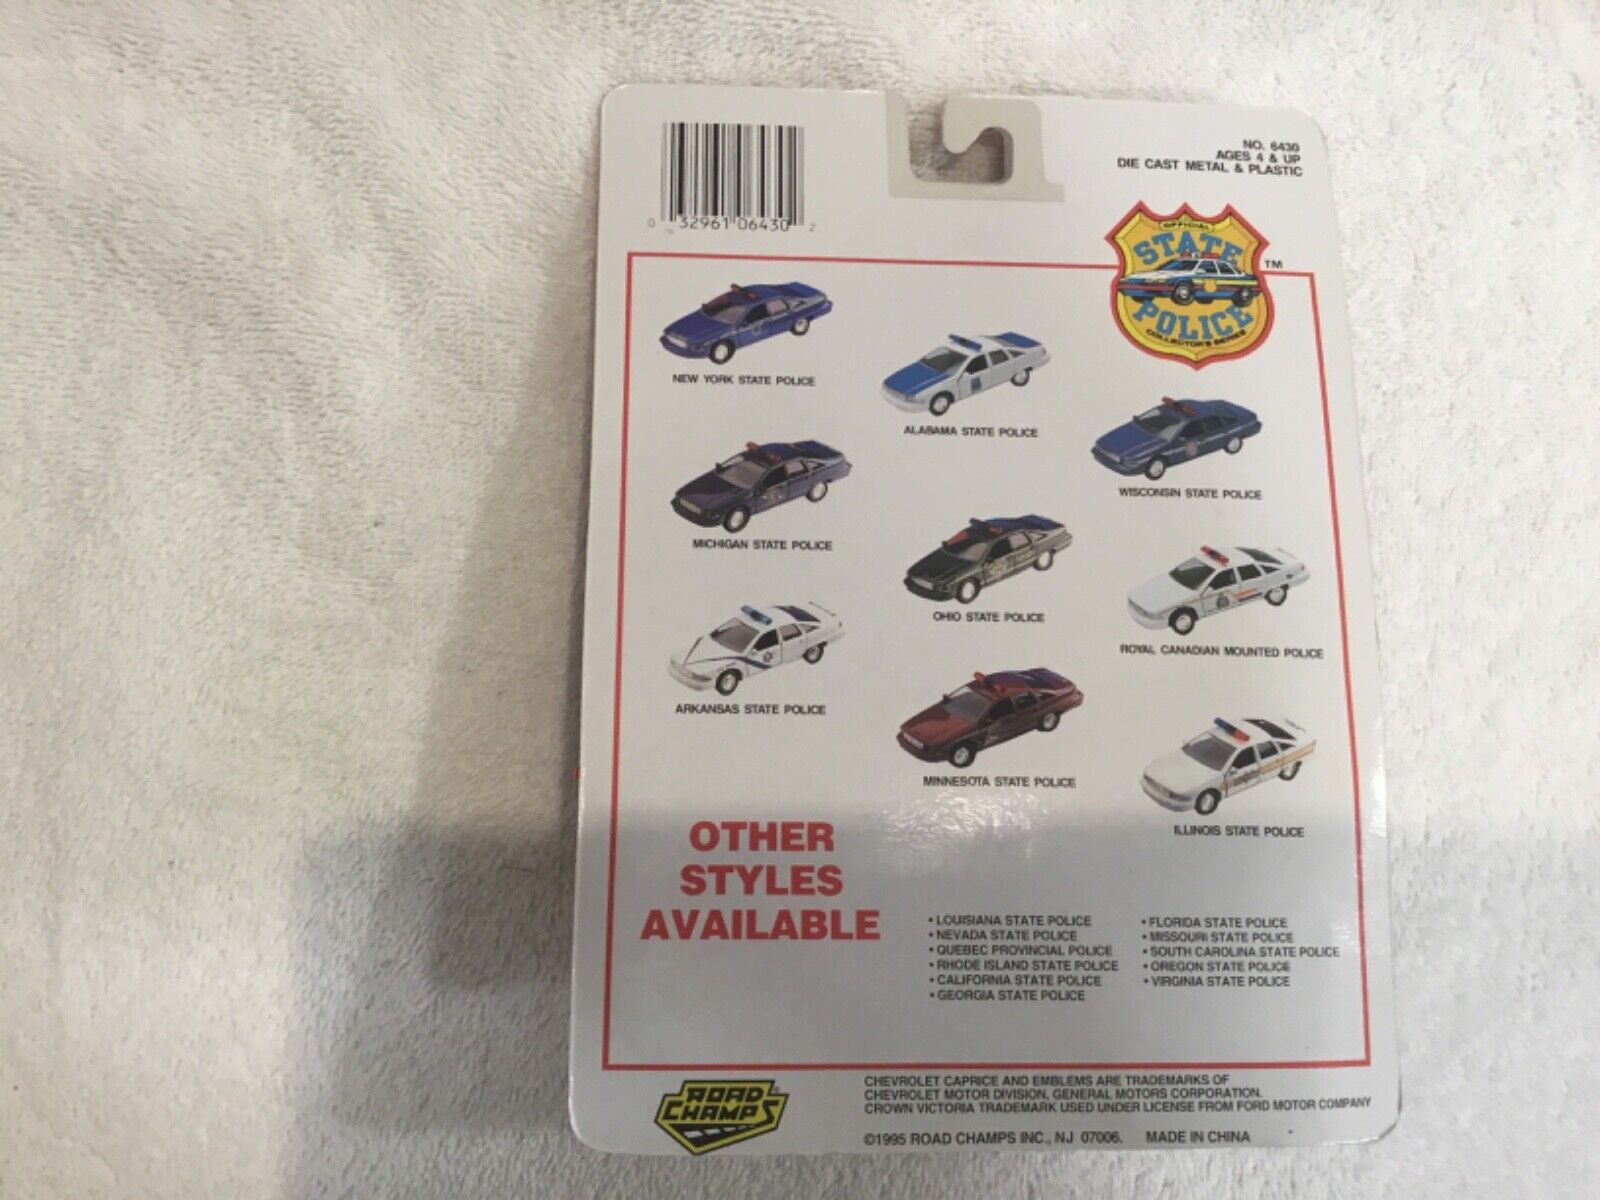 0 32961 06430 2
NO. 6430
AGES 4 & UP
DIE CAST METAL & PLASTIC
OFFICIAL
STATE
POLICE
COLLECTOR'S SERIES
TM
NEW YORK STATE POLICE
ALABAMA STATE POLICE
WISCONSIN STATE POLICE
MICHIGAN STATE POLICE
OHIO STATE POLICE
ROYAL CANADIAN MOUNTED POLICE
ARKANSAS STATE POLICE
MINNESOTA STATE POLICE
ILLINOIS STATE POLICE
OTHER
STYLES
AVAILABLE
• LOUISIANA STATE POLICE
• NEVADA STATE POLICE
• QUEBEC PROVINCIAL POLICE
• RHODE ISLAND STATE POLICE
• CALIFORNIA STATE POLICE
• GEORGIA STATE POLICE
• FLORIDA STATE POLICE
• MISSOURI STATE POLICE
• SOUTH CAROLINA STATE POLICE
• OREGON STATE POLICE
• VIRGINIA STATE POLICE
ROAD
CHAMPS®
CHEVROLET CAPRICE AND EMBLEMS ARE TRADEMARKS OF
CHEVROLET MOTOR DIVISION, GENERAL MOTORS CORPORATION.
CROWN VICTORIA TRADEMARK USED UNDER LICENSE FROM FORD MOTOR COMPANY
©1995 ROAD CHAMPS INC., NJ 07006. MADE IN CHINA